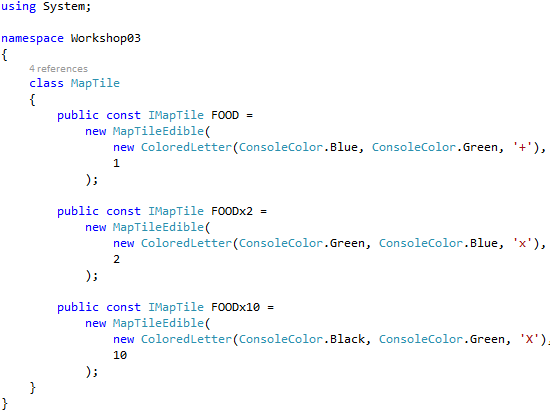 using System;
namespace Workshop03
{
4 references
class MapTile
{
public const IMapTile FOOD =
new MapTileEdible(
new ColoredLetter(ConsoleColor.Blue, ConsoleColor.Green, '+'),
1
);
public const IMapTile FOODx2 =
new MapTileEdible(
new ColoredLetter(ConsoleColor.Green, ConsoleColor.Blue, 'x'),
2
);
public const IMapTile FOODx10 =
new MapTileEdible(
new ColoredLetter(ConsoleColor.Black, ConsoleColor.Green, 'X'),
10
);
}
}